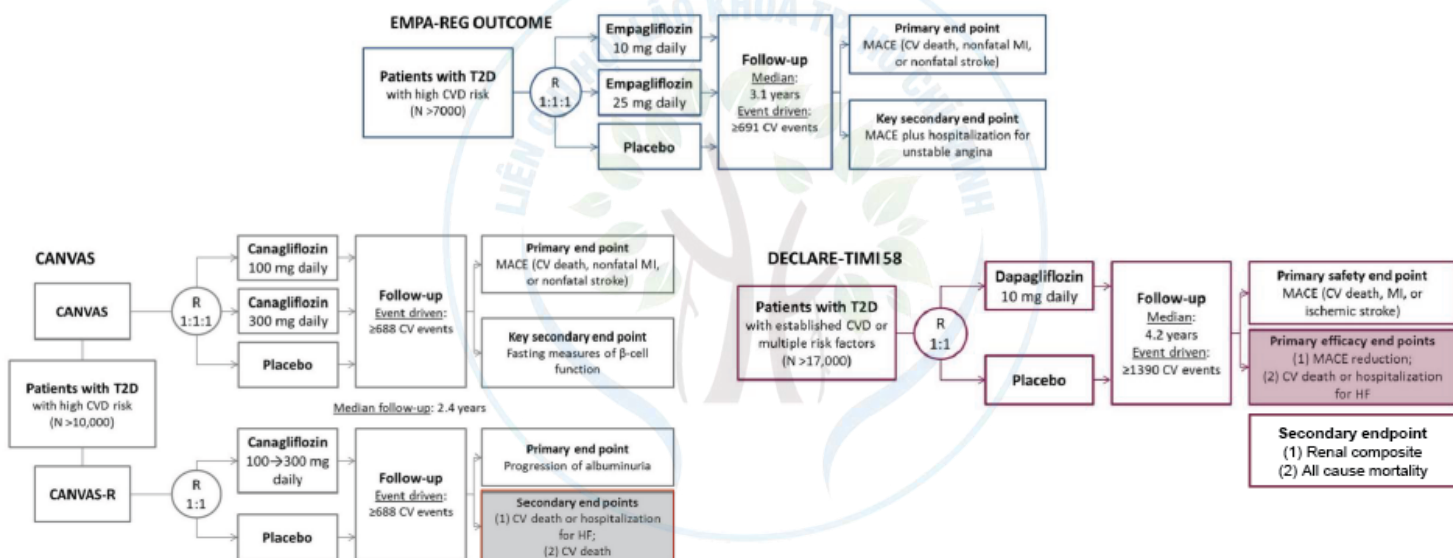 EMPA-REG OUTCOME
Patients with T2D
with high CVD risk
(N >7000)
R
1:1:1
Empagliflozin
10 mg daily
Empagliflozin
25 mg daily
Placebo
Follow-up
Median:
3.1 years
Event driven:
≥691 CV events
Primary end point
MACE (CV death, nonfatal MI,
or nonfatal stroke)
Key secondary end point
MACE plus hospitalization for
unstable angina
LIÊN CHI HỘI LÃO KHOA TP. HỒ CHÍ MINH
CANVAS
CANVAS
Patients with T2D
with high CVD risk
(N >10,000)
CANVAS-R
R
1:1:1
Canagliflozin
100 mg daily
Canagliflozin
300 mg daily
Placebo
Follow-up
Event driven:
≥688 CV events
Primary end point
MACE (CV death, nonfatal MI,
or nonfatal stroke)
Key secondary end point
Fasting measures of β-cell
function
Median follow-up: 2.4 years
R
1:1
Canagliflozin
100→300 mg
daily
Placebo
Follow-up
Event driven:
≥688 CV events
Primary end point
Progression of albuminuria
Secondary end points
(1) CV death or hospitalization
for HF;
(2) CV death
DECLARE-TIMI 58
Patients with T2D
with established CVD or
multiple risk factors
(N >17,000)
R
1:1
Dapagliflozin
10 mg daily
Placebo
Follow-up
Median:
4.2 years
Event driven:
≥1390 CV events
Primary safety end point
MACE (CV death, MI, or
ischemic stroke)
Primary efficacy end points
(1) MACE reduction;
(2) CV death or hospitalization
for HF
Secondary endpoint
(1) Renal composite
(2) All cause mortality